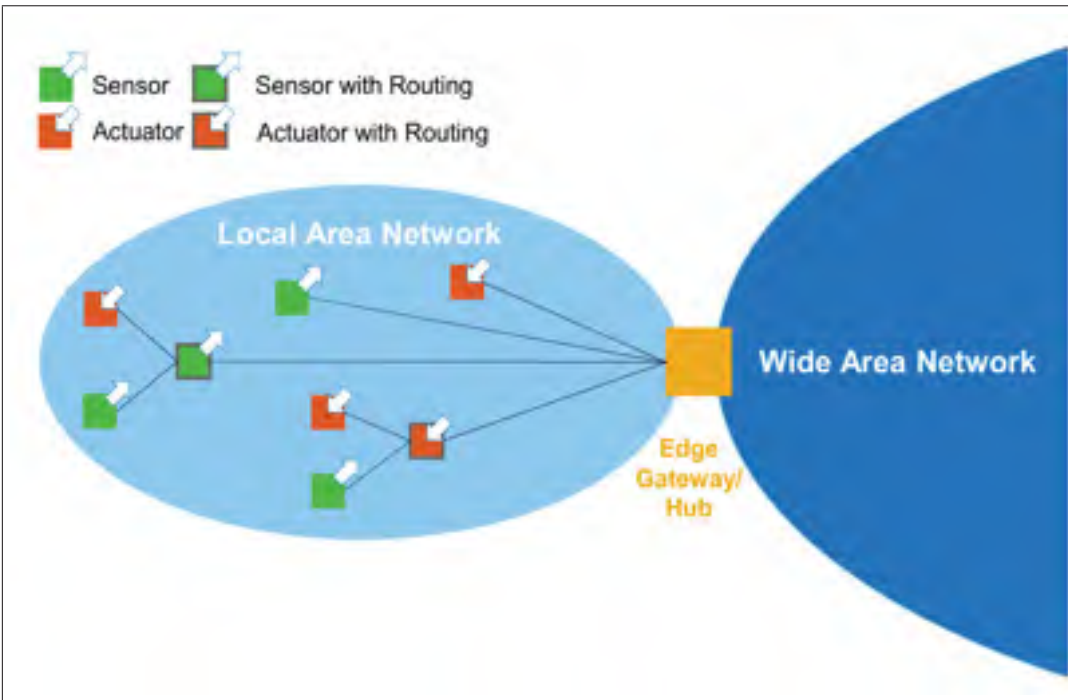 Sensor Sensor with Routing
Actuator Actuator with Routing
Local Area Network
Wide Area Network
Edge
Gateway/
Hub